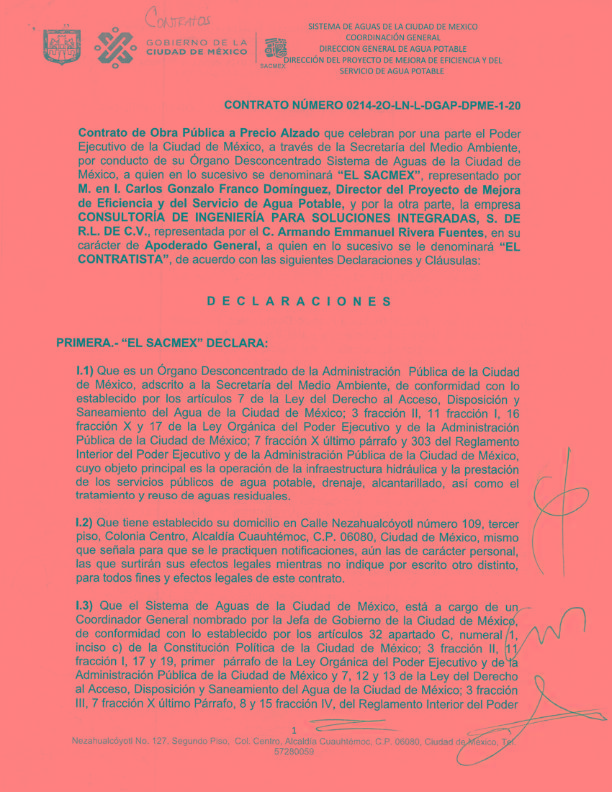 Contratos
SISTEMA DE AGUAS DE LA CIUDAD DE MEXICO
COORDINACIÓN GENERAL
DIRECCION GENERAL DE AGUA POTABLE
DIRECCIÓN DEL PROYECTO DE MEJORA DE EFICIENCIA Y DEL
SERVICIO DE AGUA POTABLE
GOBIERNO DE LA
CIUDAD DE MÉXICO
SACMEX
CONTRATO NÚMERO 0214-2O-LN-L-DGAP-DPME-1-20
Contrato de Obra Pública a Precio Alzado que celebran por una parte el Poder
Ejecutivo de la Ciudad de México, a través de la Secretaría del Medio Ambiente,
por conducto de su Órgano Desconcentrado Sistema de Aguas de la Ciudad de
México, a quien en lo sucesivo se denominará “EL SACMEX”, representado por
M. en I. Carlos Gonzalo Franco Domínguez, Director del Proyecto de Mejora
de Eficiencia y del Servicio de Agua Potable, y por la otra parte, la empresa
CONSULTORÍA DE INGENIERÍA PARA SOLUCIONES INTEGRADAS, S. DE
R.L. DE C.V., representada por el C. Armando Emmanuel Rivera Fuentes, en su
carácter de Apoderado General, a quien en lo sucesivo se le denominará “EL
CONTRATISTA”, de acuerdo con las siguientes Declaraciones y Cláusulas:
D E C L A R A C I O N E S
PRIMERA.- “EL SACMEX” DECLARA:
I.1) Que es un Órgano Desconcentrado de la Administración Pública de la Ciudad
de México, adscrito a la Secretaría del Medio Ambiente, de conformidad con lo
establecido por los artículos 7 de la Ley del Derecho al Acceso, Disposición y
Saneamiento del Agua de la Ciudad de México; 3 fracción II, 11 fracción I, 16
fracción X y 17 de la Ley Orgánica del Poder Ejecutivo y de la Administración
Pública de la Ciudad de México; 7 fracción X último párrafo y 303 del Reglamento
Interior del Poder Ejecutivo y de la Administración Pública de la Ciudad de México,
cuyo objeto principal es la operación de la infraestructura hidráulica y la prestación
de los servicios públicos de agua potable, drenaje, alcantarillado, así como el
tratamiento y reuso de aguas residuales.
I.2) Que tiene establecido su domicilio en Calle Nezahualcóyotl número 109, tercer
piso, Colonia Centro, Alcaldía Cuauhtémoc, C.P. 06080, Ciudad de México, mismo
que señala para que se le practiquen notificaciones, aún las de carácter personal,
las que surtirán sus efectos legales mientras no indique por escrito otro distinto,
para todos fines y efectos legales de este contrato.
I.3) Que el Sistema de Aguas de la Ciudad de México, está a cargo de un
Coordinador General nombrado por la Jefa de Gobierno de la Ciudad de México,
de conformidad con lo establecido por los artículos 32 apartado C, numeral 1,
inciso c) de la Constitución Política de la Ciudad de México; 3 fracción II, 11
fracción I, 17 y 19, primer párrafo de la Ley Orgánica del Poder Ejecutivo y de la
Administración Pública de la Ciudad de México y 7, 12 y 13 de la Ley del Derecho
al Acceso, Disposición y Saneamiento del Agua de la Ciudad de México; 3 fracción
III, 7 fracción X último Párrafo, 8 y 15 fracción IV, del Reglamento Interior del Poder
1
Nezahualcóyotl No. 127, Segundo Piso, Col. Centro, Alcaldía Cuauhtémoc, C.P. 06080, Ciudad de México, Tel.
57280059